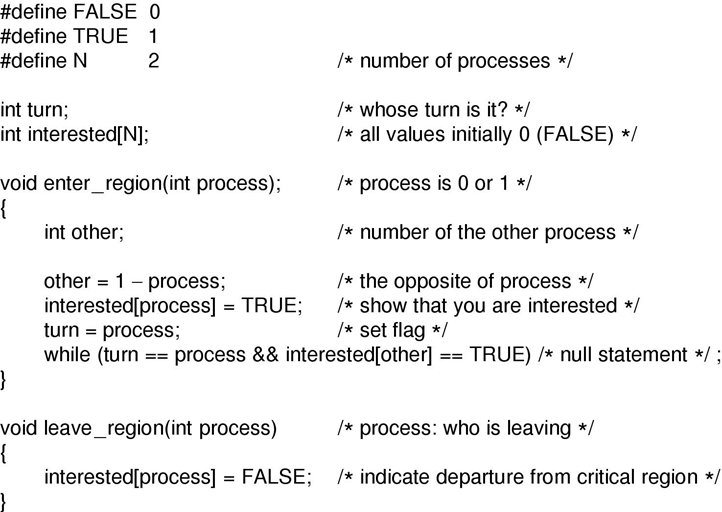 #define FALSE 0
#define TRUE 1
#define N 2 /* number of processes */
int turn; /* whose turn is it? */
int interested[N]; /* all values initially 0 (FALSE) */
void enter_region(int process); /* process is 0 or 1 */
{
int other; /* number of the other process */
other = 1 − process; /* the opposite of process */
interested[process] = TRUE; /* show that you are interested */
turn = process; /* set flag */
while (turn == process && interested[other] == TRUE) /* null statement */ ;
}
void leave_region(int process) /* process: who is leaving */
{
interested[process] = FALSE; /* indicate departure from critical region */
}